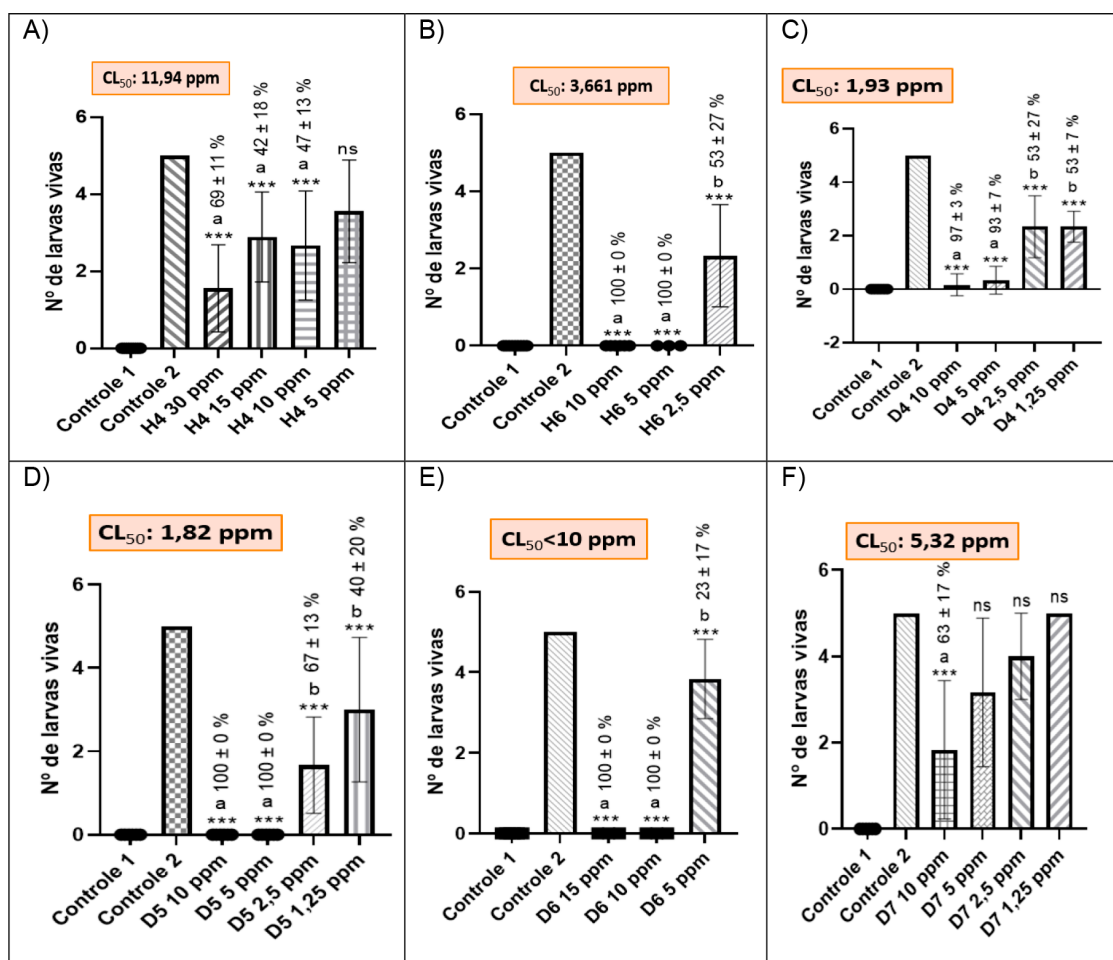 A)
CL50: 11,94 ppm
Nº de larvas vivas
6
4
2
0
*** a 69 ± 11 %
*** a 42 ± 18 %
*** a 47 ± 13 %
ns
Controle 1
Controle 2
H4 30 ppm
H4 15 ppm
H4 10 ppm
H4 5 ppm
B)
CL50: 3,661 ppm
Nº de larvas vivas
6
4
2
0
*** a 100 ± 0 %
*** a 100 ± 0 %
*** b 53 ± 27 %
Controle 1
Controle 2
H6 10 ppm
H6 5 ppm
H6 2,5 ppm
C)
CL50: 1,93 ppm
Nº de larvas vivas
6
4
2
0
-2
*** a 97 ± 3 %
*** a 93 ± 7 %
*** b 53 ± 27 %
*** b 53 ± 7 %
Controle 1
Controle 2
D4 10 ppm
D4 5 ppm
D4 2,5 ppm
D4 1,25 ppm
D)
CL50: 1,82 ppm
Nº de larvas vivas
6
4
2
0
*** a 100 ± 0 %
*** a 100 ± 0 %
*** b 67 ± 13 %
*** b 40 ± 20 %
Controle 1
Controle 2
D5 10 ppm
D5 5 ppm
D5 2,5 ppm
D5 1,25 ppm
E)
CL50<10 ppm
Nº de larvas vivas
6
4
2
0
*** a 100 ± 0 %
*** a 100 ± 0 %
*** b 23 ± 17 %
Controle 1
Controle 2
D6 15 ppm
D6 10 ppm
D6 5 ppm
F)
CL50: 5,32 ppm
Nº de larvas vivas
6
4
2
0
*** a 63 ± 17 %
ns
ns
ns
Controle 1
Controle 2
D7 10 ppm
D7 5 ppm
D7 2,5 ppm
D7 1,25 ppm